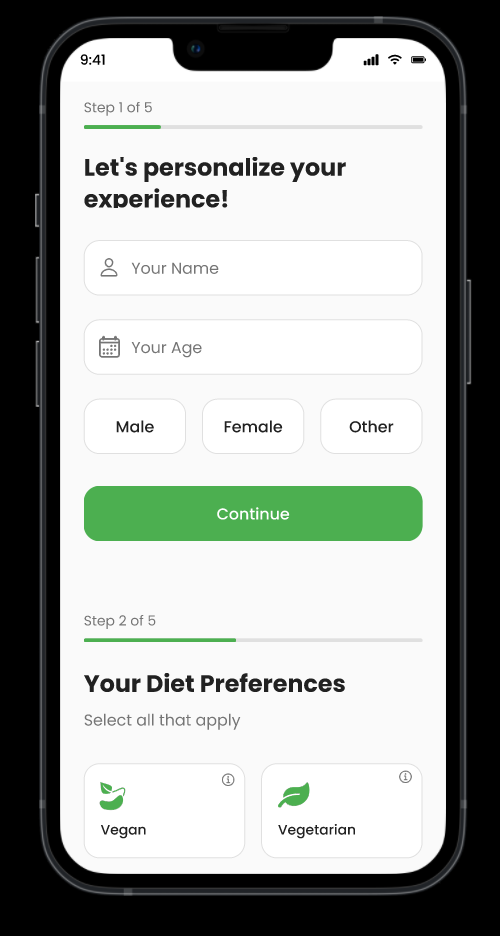 9:41
Step 1 of 5
Let's personalize your
experience!
Your Name
Your Age
Male Female Other
Continue
Step 2 of 5
Your Diet Preferences
Select all that apply
Vegan Vegetarian